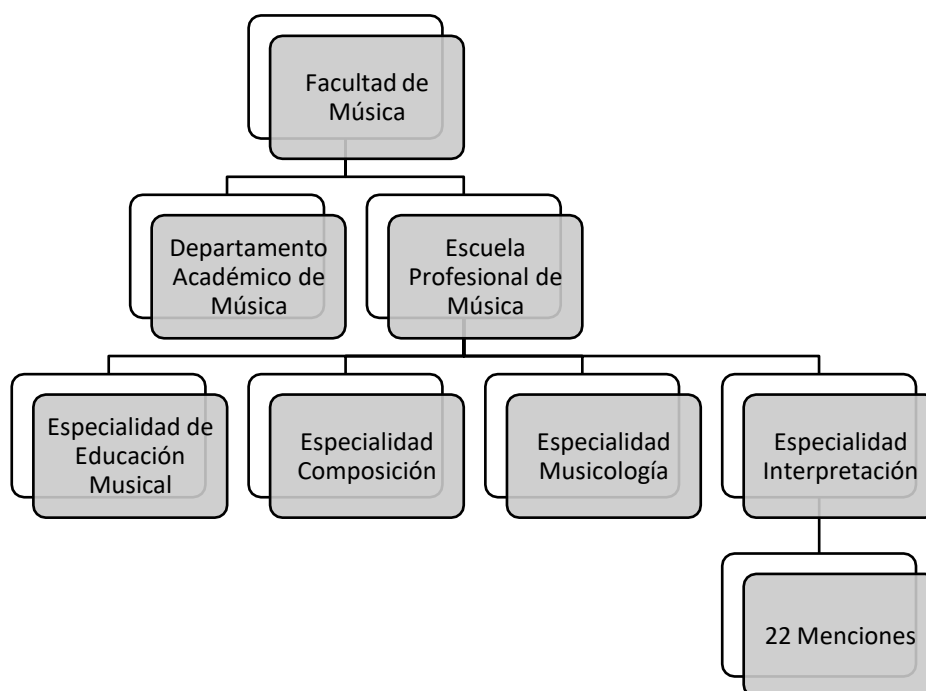 Facultad de
Música
Departamento
Académico de
Música
Escuela
Profesional de
Música
Especialidad de
Educación
Musical
Especialidad
Composición
Especialidad
Musicología
Especialidad
Interpretación
22 Menciones